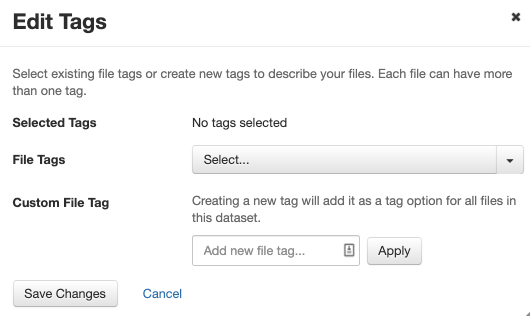 Edit Tags
Select existing file tags or create new tags to describe your files. Each file can have more
than one tag.
Selected Tags No tags selected
File Tags Select...
Custom File Tag Creating a new tag will add it as a tag option for all files in
this dataset.
Add new file tag... Apply
Save Changes Cancel